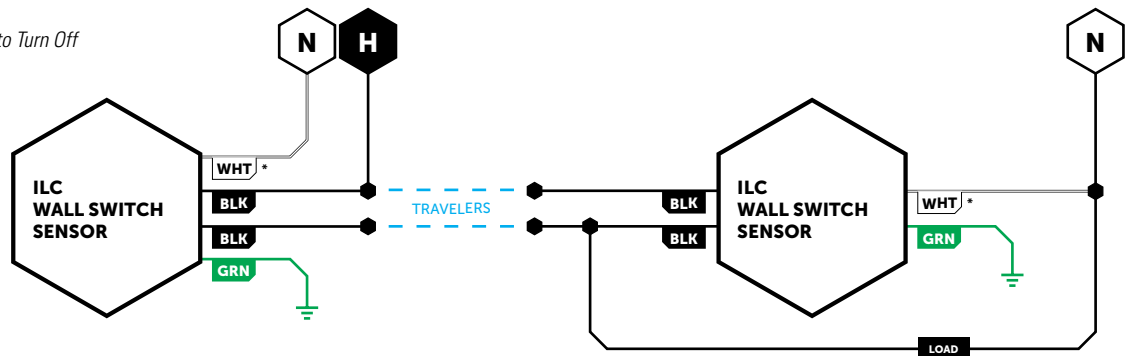 to Turn Off
N
H
N
ILC
WALL SWITCH
SENSOR
WHT *
BLK
BLK
GRN
TRAVELERS
BLK
BLK
ILC
WALL SWITCH
SENSOR
WHT *
GRN
LOAD